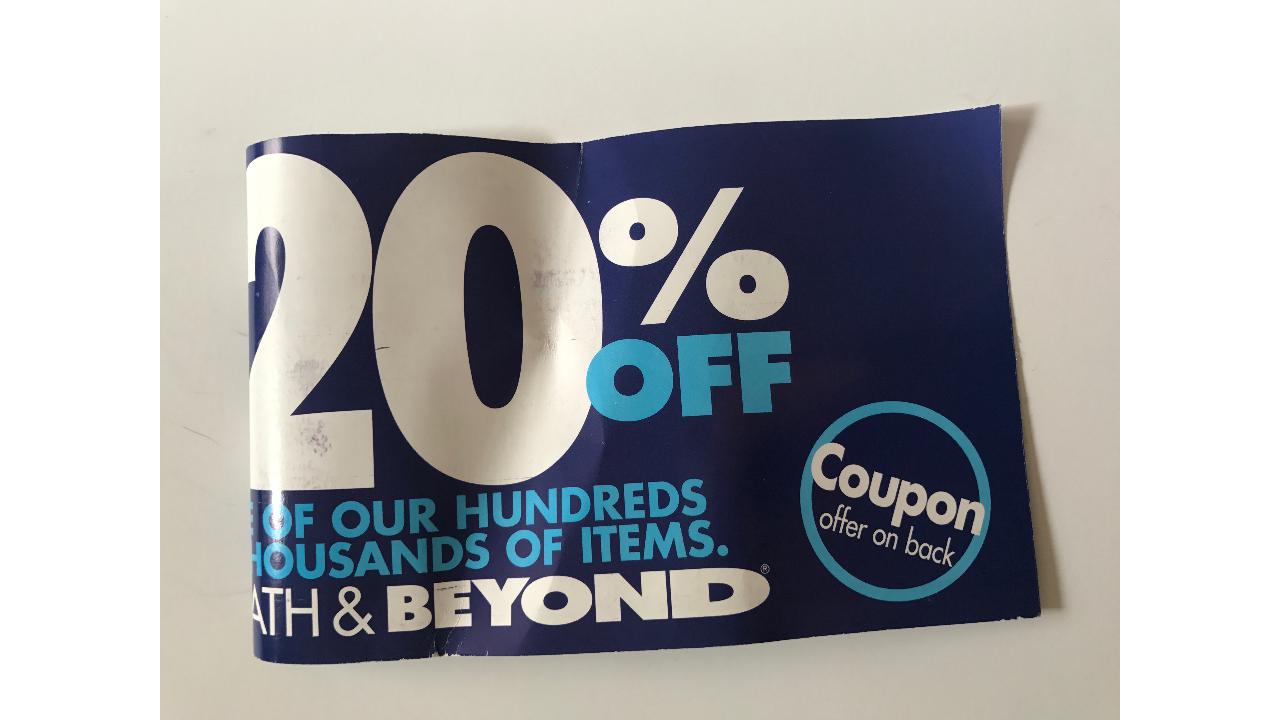 20%
OFF
OF OUR HUNDREDS
HOUSANDS OF ITEMS.
ATH & BEYOND®
Coupon
offer on back